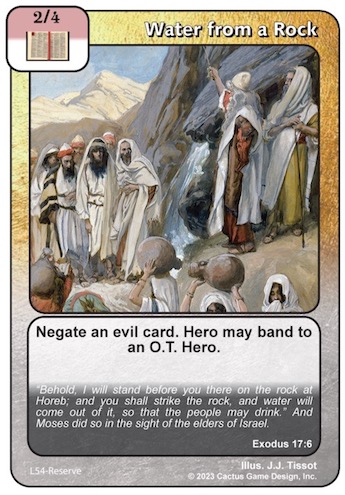 2/4
Water from a Rock
Negate an evil card. Hero may band to
an O.T. Hero.
"Behold, I will stand before you there on the rock at
Horeb; and you shall strike the rock, and water will
come out of it, so that the people may drink." And
Moses did so in the sight of the elders of Israel.
Exodus 17:6
Illus. J.J. Tissot
L54-Reserve
© 2023 Cactus Game Design, Inc.